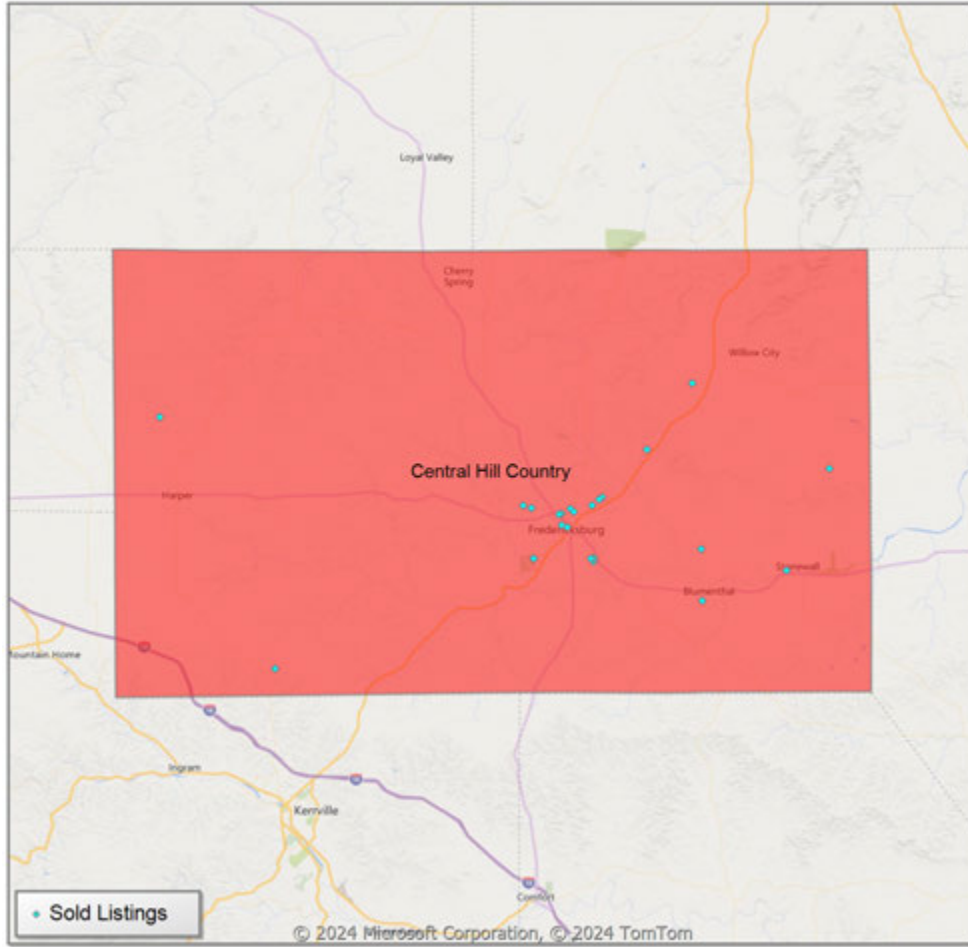 Loyal Valley
Cherry
Spring
Willow City
Central Hill Country
Harper
Fredericksburg
Stonewall
Blumenthal
Mountain Home
Ingram
Kerrville
Comfort
Sold Listings
© 2024 Microsoft Corporation, © 2024 TomTom